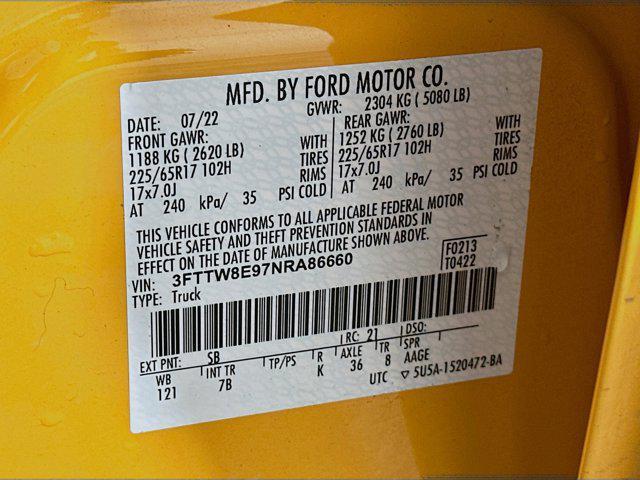 MFD. BY FORD MOTOR CO.
DATE: 07/22 GVWR: 2304 KG ( 5080 LB)
FRONT GAWR: REAR GAWR:
1188 KG ( 2620 LB) WITH 1252 KG ( 2760 LB) WITH
225/65R17 102H TIRES 225/65R17 102H TIRES
17x7.0J RIMS 17x7.0J RIMS
AT 240 kPa/ 35 PSI COLD AT 240 kPa/ 35 PSI COLD
THIS VEHICLE CONFORMS TO ALL APPLICABLE FEDERAL MOTOR
VEHICLE SAFETY AND THEFT PREVENTION STANDARDS IN
EFFECT ON THE DATE OF MANUFACTURE SHOWN ABOVE.
VIN: 3FTTW8E97NRA86660 F0213
TYPE: Truck T0422
EXT PNT: SB RC: 21 DSO:
WB INT TR TP/PS R AXLE TR SPR
121 7B K 36 8 AAGE
UTC ▽ 5U5A-1520472-BA